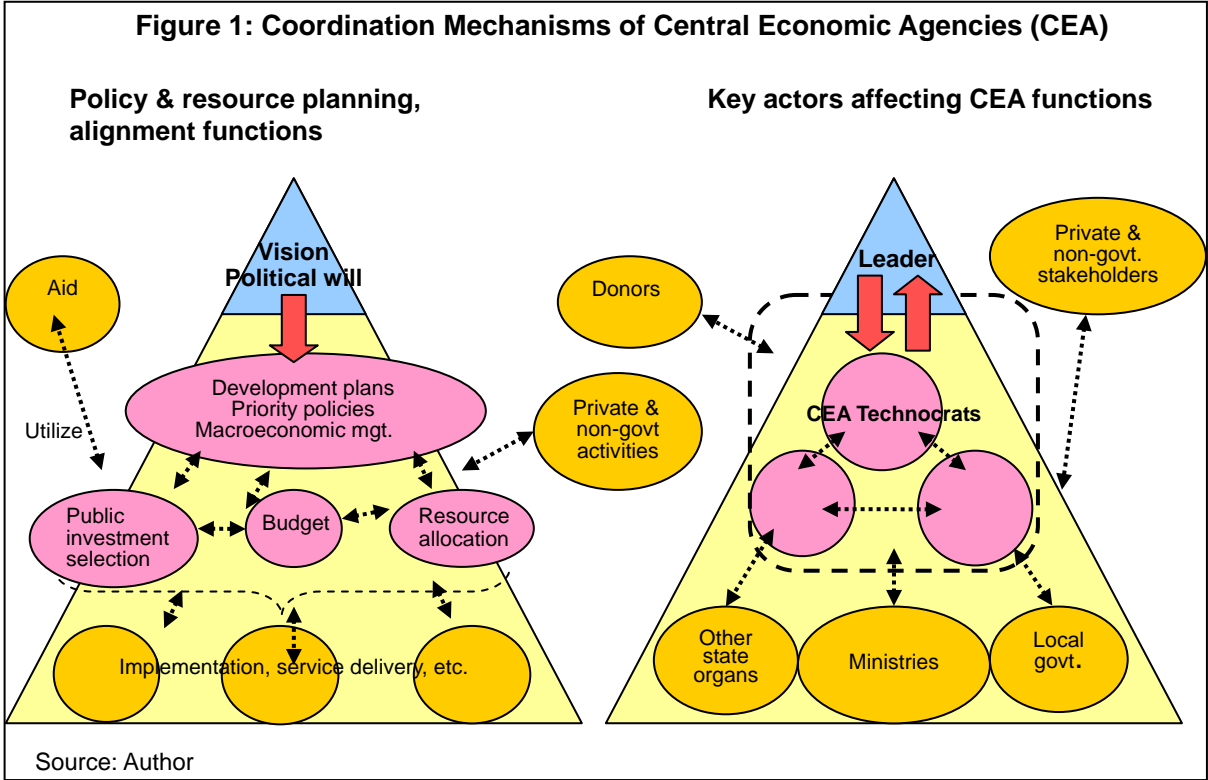 Figure 1: Coordination Mechanisms of Central Economic Agencies (CEA)
Policy & resource planning,
alignment functions
Vision
Political will
Aid
Utilize
Development plans
Priority policies
Macroeconomic mgt.
Private &
non-govt
activities
Public
investment
selection
Budget
Resource
allocation
Implementation, service delivery, etc.
Key actors affecting CEA functions
Leader
Private &
non-govt.
stakeholders
Donors
CEA Technocrats
Other
state
organs
Ministries
Local
govt.
Source: Author